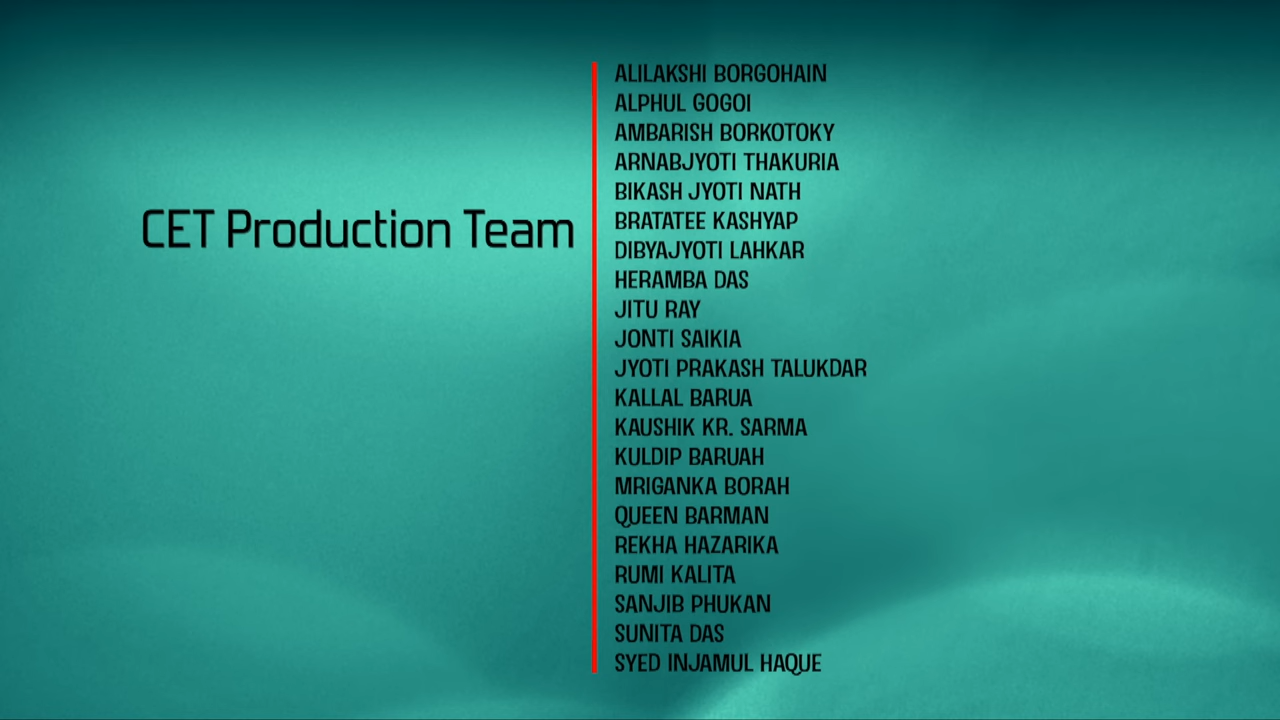 CET Production Team
ALILAKSHI BORGOHAIN
ALPHUL GOGOI
AMBARISH BORKOTOKY
ARNABJYOTI THAKURIA
BIKASH JYOTI NATH
BRATATEE KASHYAP
DIBYAJYOTI LAHKAR
HERAMBA DAS
JITU RAY
JONTI SAIKIA
JYOTI PRAKASH TALUKDAR
KALLAL BARUA
KAUSHIK KR. SARMA
KULDIP BARUAH
MRIGANKA BORAH
QUEEN BARMAN
REKHA HAZARIKA
RUMI KALITA
SANJIB PHUKAN
SUNITA DAS
SYED INJAMUL HAQUE